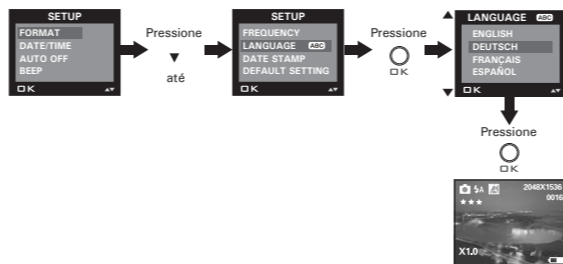 SETUP
FORMAT
DATE/TIME
AUTO OFF
BEEP
OK
Pressione
até
SETUP
FREQUENCY
LANGUAGE ABC
DATE STAMP
DEFAULT SETTING
OK
Pressione
OK
LANGUAGE ABC
ENGLISH
DEUTSCH
FRANÇAIS
ESPAÑOL
OK
Pressione
OK
A 2048X1536
0016
X1.0